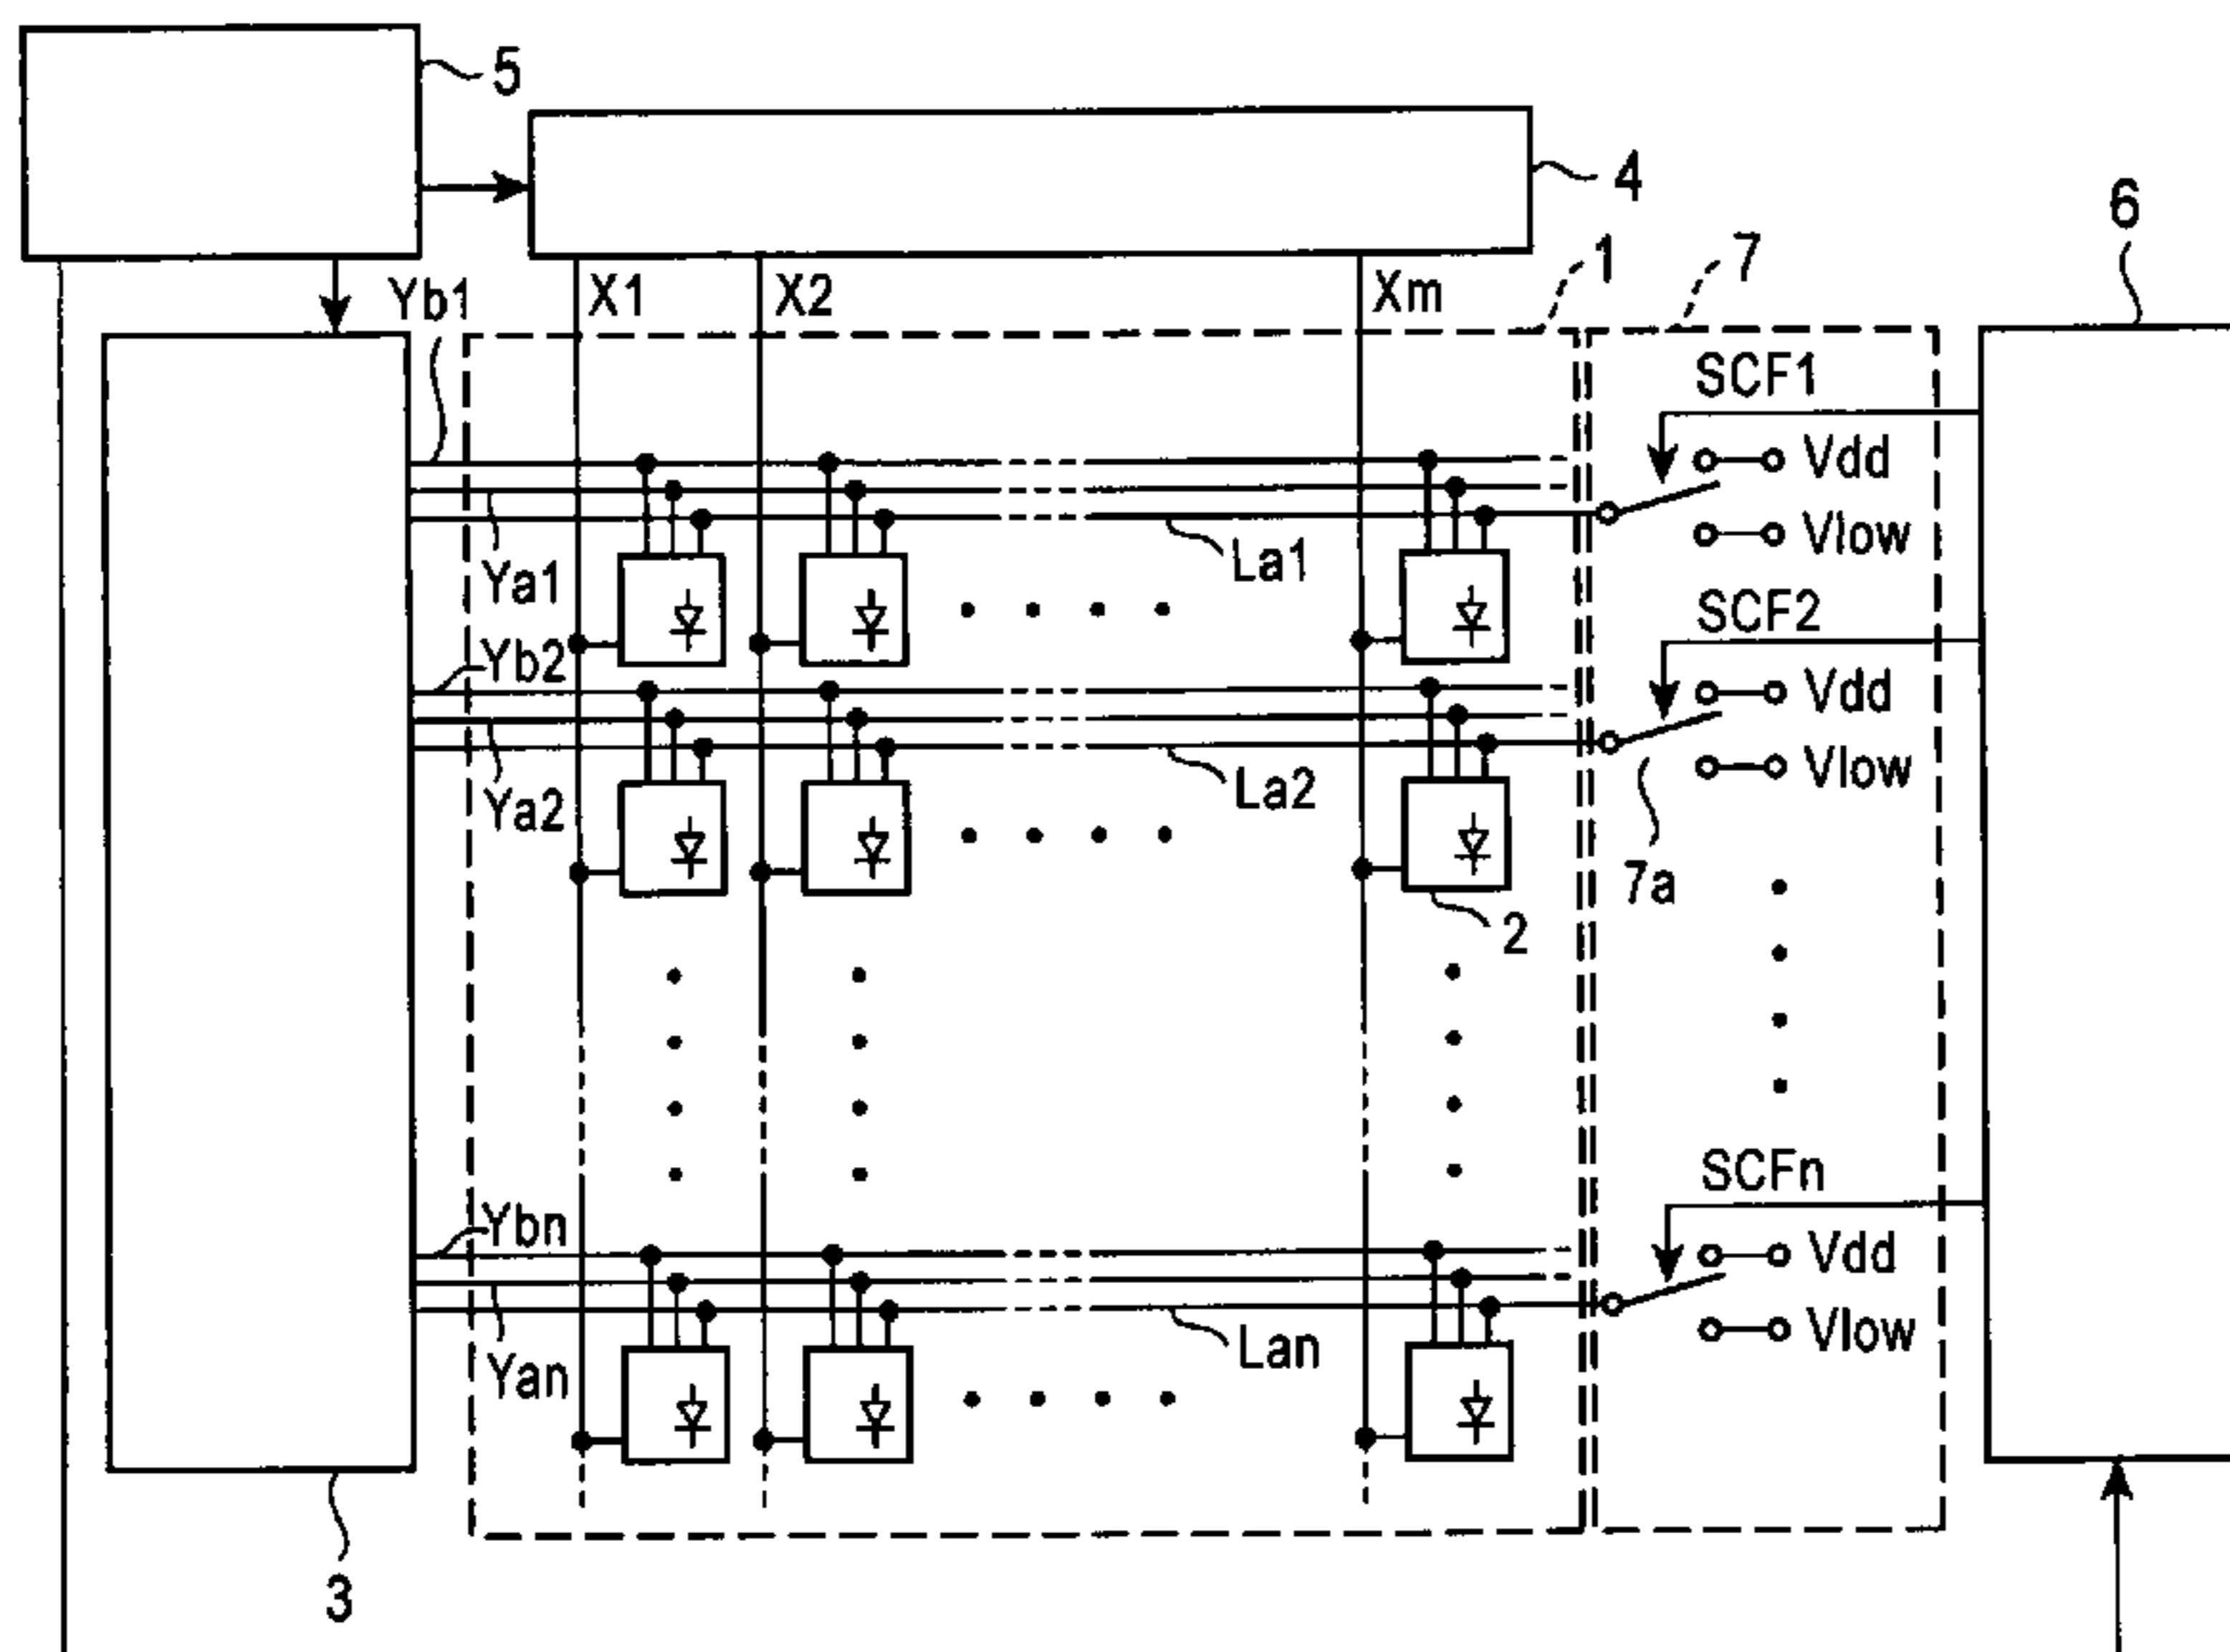 5
4
6
1
7
Yb1
X1
X2
Xm
SCF1
Vdd
Vlow
Ya1
La1
SCF2
Yb2
Vdd
Vlow
Ya2
La2
7a
2
SCFn
Ybn
Vdd
Vlow
Yan
Lan
3